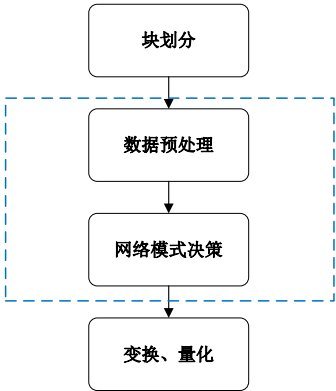 块划分
数据预处理
网络模式决策
变换、量化